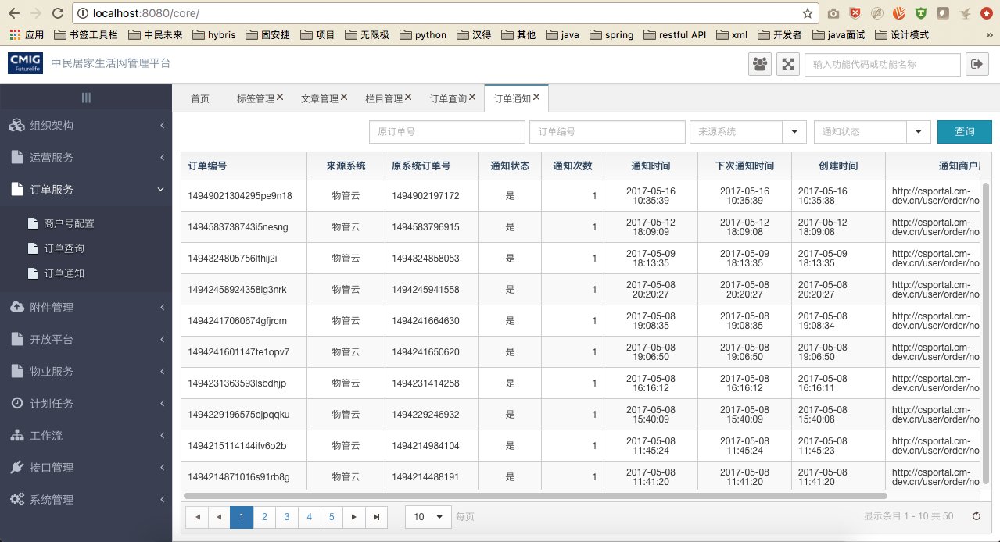 localhost:8080/core/
应用 书签工具栏 中民未来 hybris 固安捷 项目 无限极 python 汉得 其他 java spring restful API xml 开发者 java面试 设计模式 »
CMIG Futurelife 中民居家生活网管理平台 输入功能代码或功能名称
首页 标签管理 文章管理 栏目管理 订单查询 订单通知
组织架构
运营服务
订单服务
商户号配置
订单查询
订单通知
附件管理
开放平台
物业服务
计划任务
工作流
接口管理
系统管理
原订单号 订单编号 来源系统 通知状态 查询
订单编号 来源系统 原系统订单号 通知状态 通知次数 通知时间 下次通知时间 创建时间 通知商户
14949021304295pe9n18 物管云 1494902197172 是 1 2017-05-16 10:35:39 2017-05-16 10:35:39 2017-05-16 10:35:38 http://csportal.cm-dev.cn/user/order/no
1494583738743i5nesng 物管云 1494583796915 是 1 2017-05-12 18:09:09 2017-05-12 18:09:08 2017-05-12 18:09:08 http://csportal.cm-dev.cn/user/order/no
1494324805756lthij2i 物管云 1494324858053 是 1 2017-05-09 18:13:35 2017-05-09 18:13:35 2017-05-09 18:13:35 http://csportal.cm-dev.cn/user/order/no
14942458924358lg3nrk 物管云 1494245941558 是 1 2017-05-08 20:20:27 2017-05-08 20:20:27 2017-05-08 20:20:27 http://csportal.cm-dev.cn/user/order/no
14942417060674gfjrcm 物管云 1494241664630 是 1 2017-05-08 19:08:35 2017-05-08 19:08:35 2017-05-08 19:08:34 http://csportal.cm-dev.cn/user/order/no
1494241601147te1opv7 物管云 1494241650620 是 1 2017-05-08 19:06:50 2017-05-08 19:06:50 2017-05-08 19:06:50 http://csportal.cm-dev.cn/user/order/no
1494231363593lsbdhjp 物管云 1494231414258 是 1 2017-05-08 16:16:12 2017-05-08 16:16:12 2017-05-08 16:16:11 http://csportal.cm-dev.cn/user/order/no
1494229196575ojpqqku 物管云 1494229246932 是 1 2017-05-08 15:40:09 2017-05-08 15:40:09 2017-05-08 15:40:08 http://csportal.cm-dev.cn/user/order/no
1494215114144ifv6o2b 物管云 1494214984104 是 1 2017-05-08 11:45:24 2017-05-08 11:45:24 2017-05-08 11:45:23 http://csportal.cm-dev.cn/user/order/no
1494214871016s91rb8g 物管云 1494214488191 是 1 2017-05-08 11:41:20 2017-05-08 11:41:20 2017-05-08 11:41:20 http://csportal.cm-dev.cn/user/order/no
1 2 3 4 5 10 每页 显示条目 1 - 10 共 50